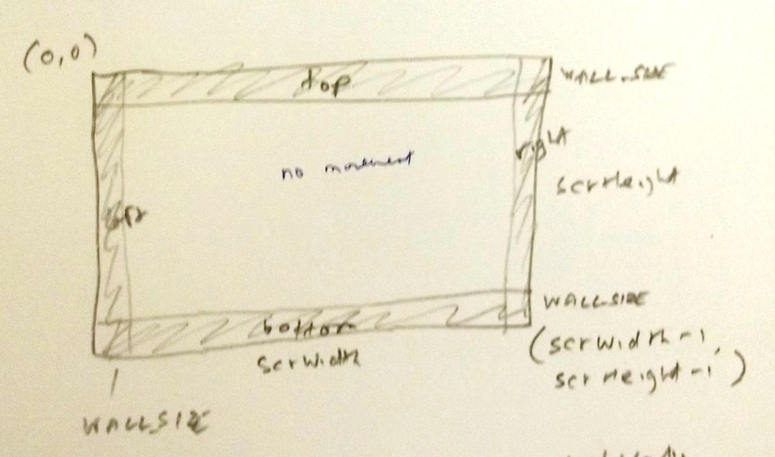 (0,0)
top
WALLSIZE
no movement
right
scrHeight
left
WALLSIZE
bottom
scrWidth
(scrWidth-1,
scrHeight-1)
WALLSIZE